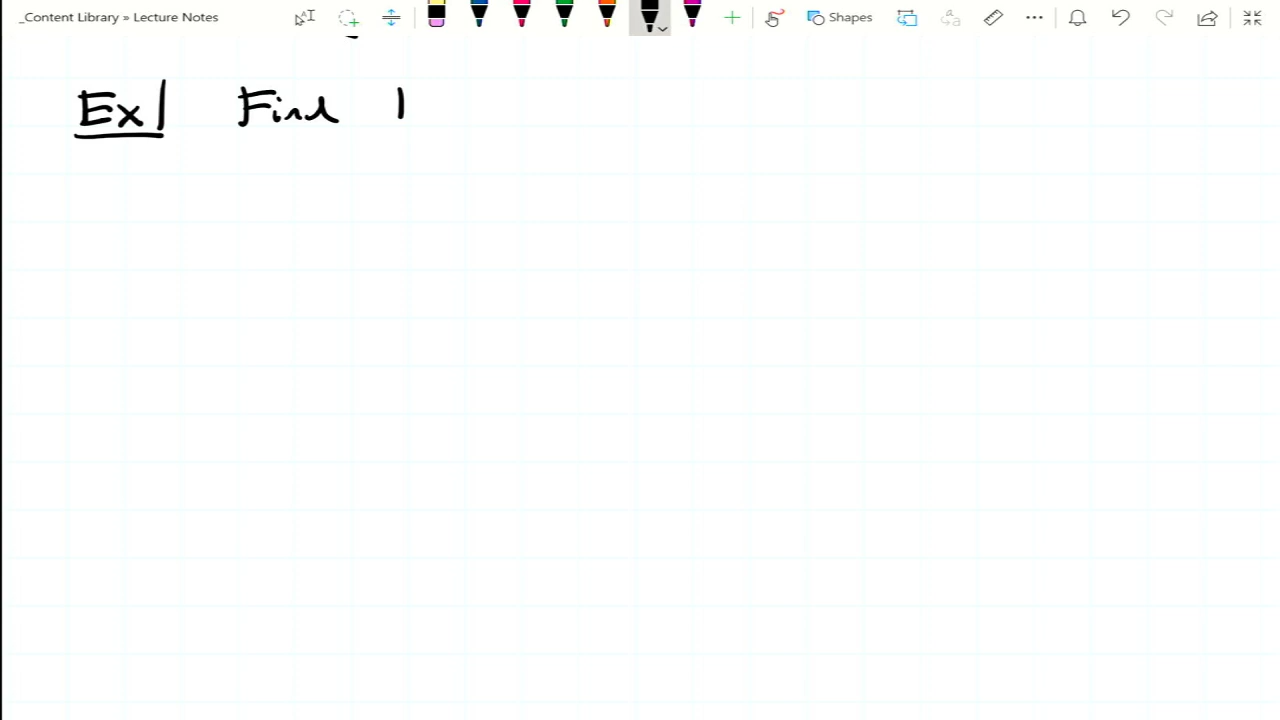 _Content Library » Lecture Notes
Shapes
Ex| Find